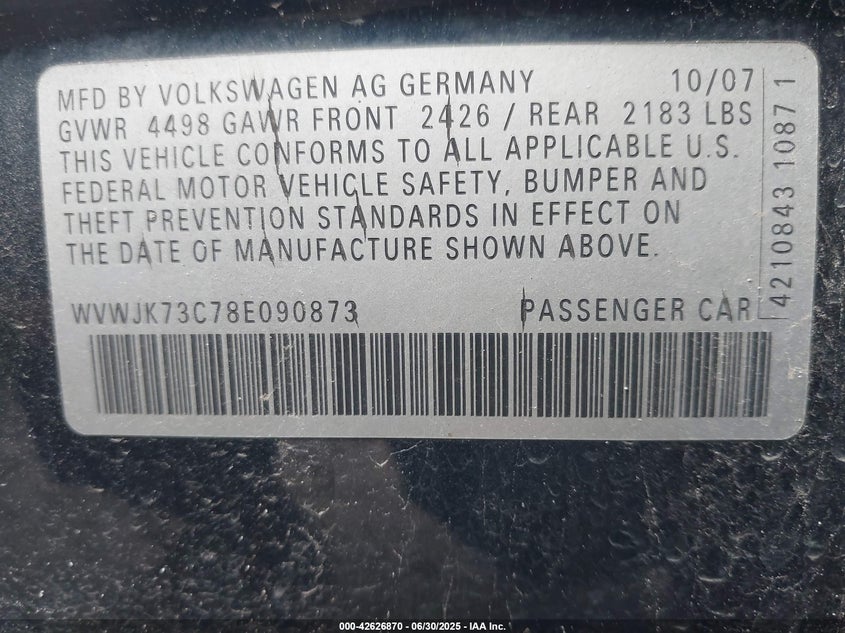 MFD BY VOLKSWAGEN AG GERMANY 10/07
GVWR 4498 GAWR FRONT 2426 / REAR 2183 LBS
THIS VEHICLE CONFORMS TO ALL APPLICABLE U.S.
FEDERAL MOTOR VEHICLE SAFETY, BUMPER AND
THEFT PREVENTION STANDARDS IN EFFECT ON
THE DATE OF MANUFACTURE SHOWN ABOVE.
WVWJK73C78E090873 PASSENGER CAR
4210843 1087 1
000-42626870 - 06/30/2025 - IAA Inc.